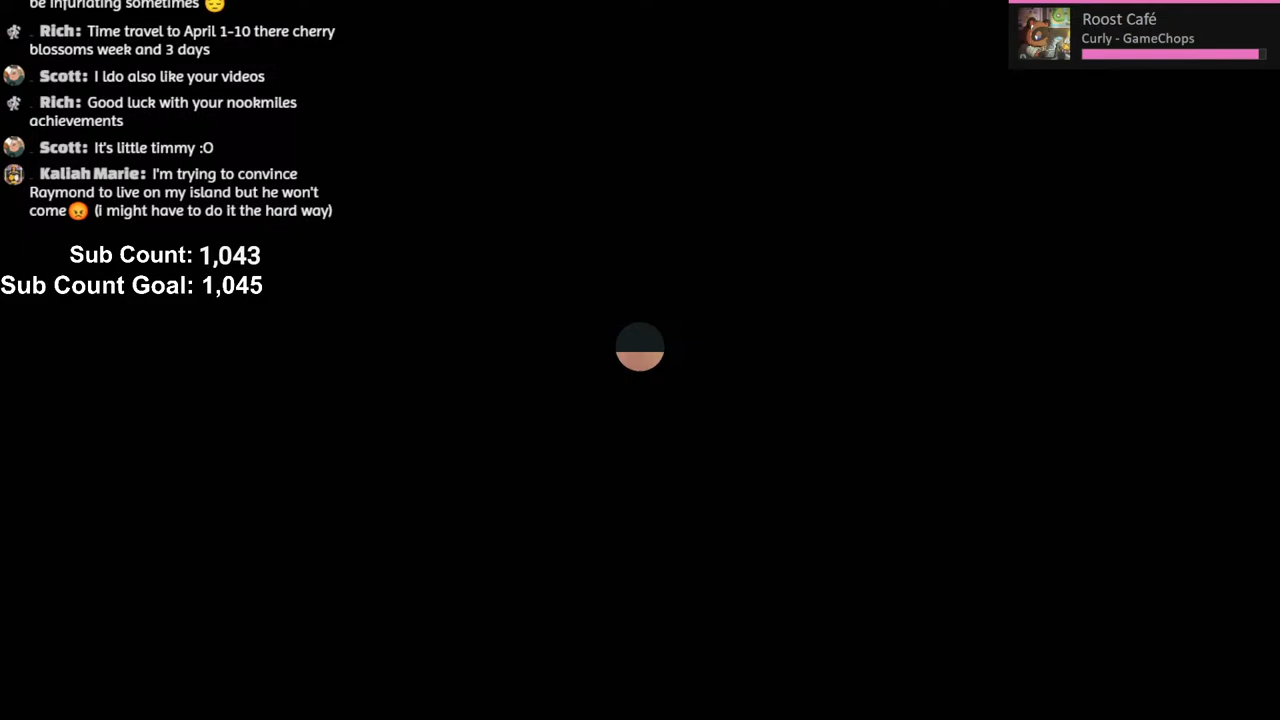 be infuriating sometimes 😔
Rich: Time travel to April 1-10 there cherry
blossoms week and 3 days
Scott: I ldo also like your videos
Rich: Good luck with your nookmiles
achievements
Scott: It's little timmy :O
Kaliah Marie: I'm trying to convince
Raymond to live on my island but he won't
come😡 (i might have to do it the hard way)
Sub Count: 1,043
Sub Count Goal: 1,045
Roost Café
Curly - GameChops